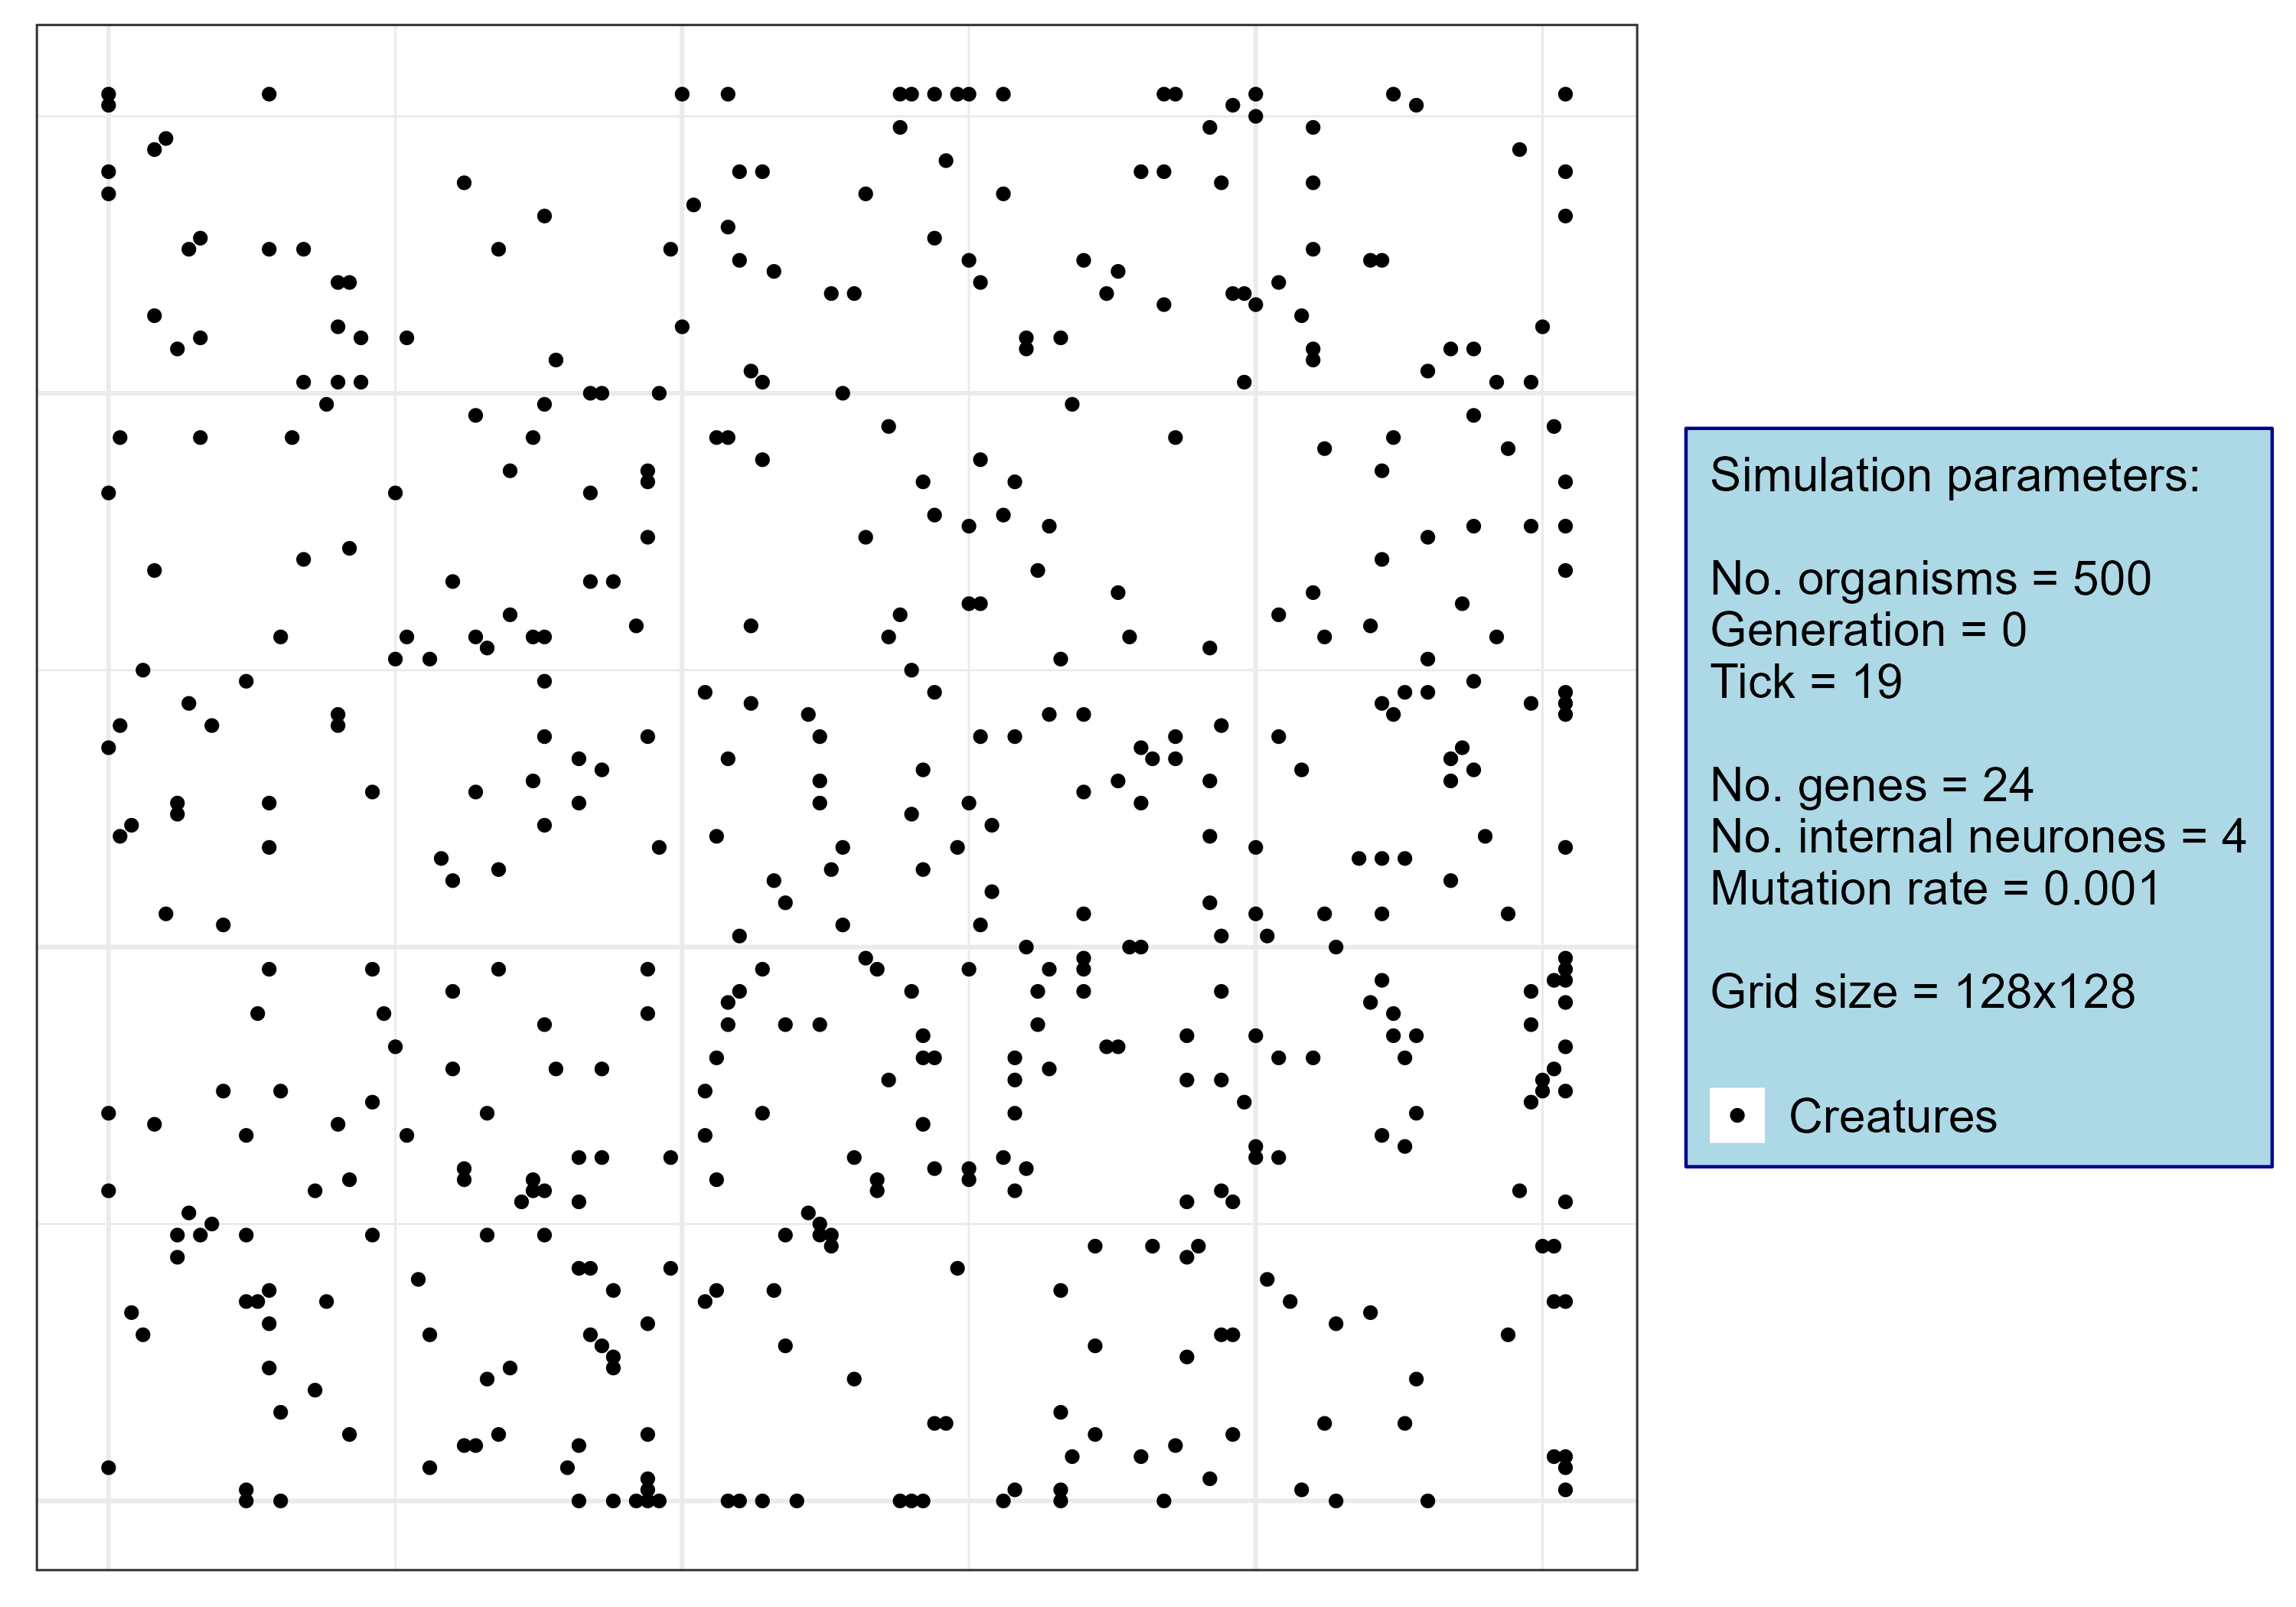 Simulation parameters:
No. organisms = 500
Generation = 0
Tick = 19
No. genes = 24
No. internal neurones = 4
Mutation rate = 0.001
Grid size = 128x128
Creatures